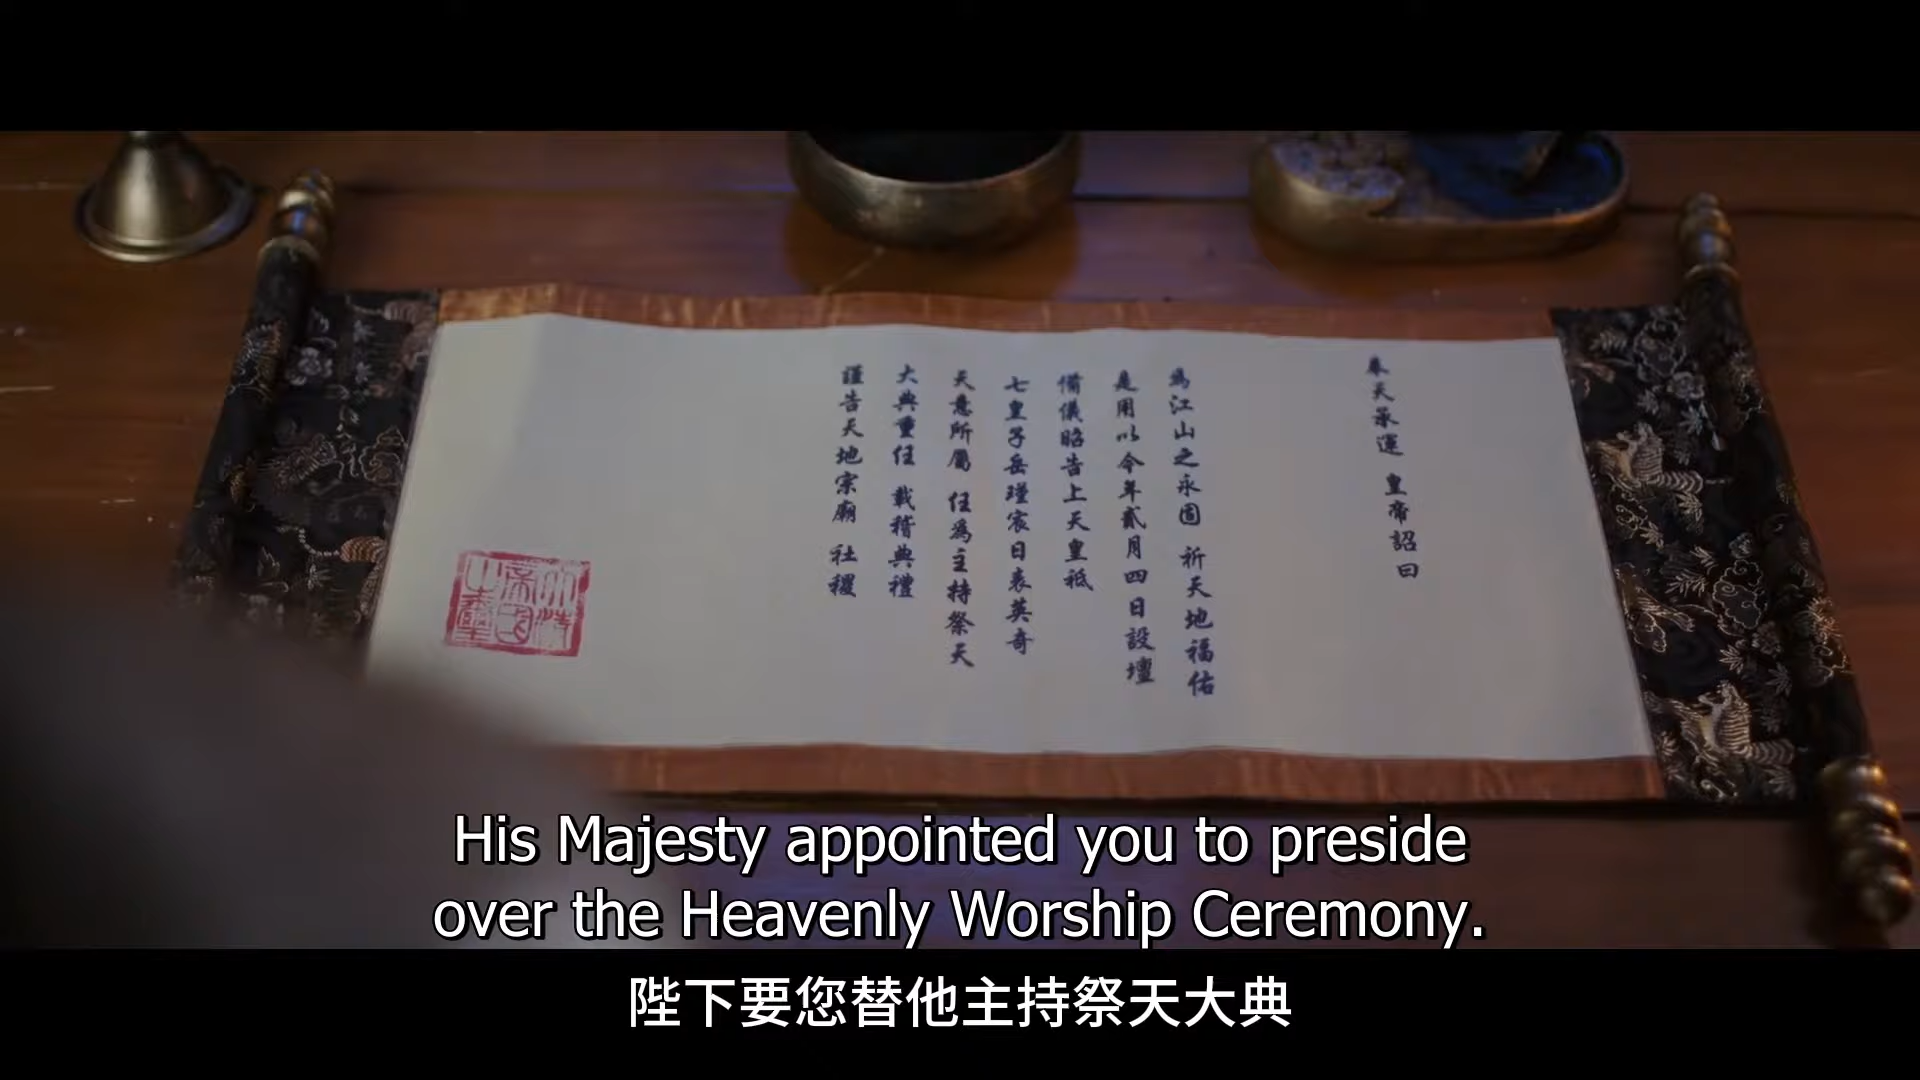 奉天承運 皇帝詔曰
為江山之永固 祈天地福佑
是用以今年貳月四日設壇
備儀昭告上天皇祗
七皇子岳瑾宸日表英奇
天意所屬 任為主持祭天
大典重任 載稽典禮
謹告天地宗廟 社稷
His Majesty appointed you to preside
over the Heavenly Worship Ceremony.
陛下要您替他主持祭天大典